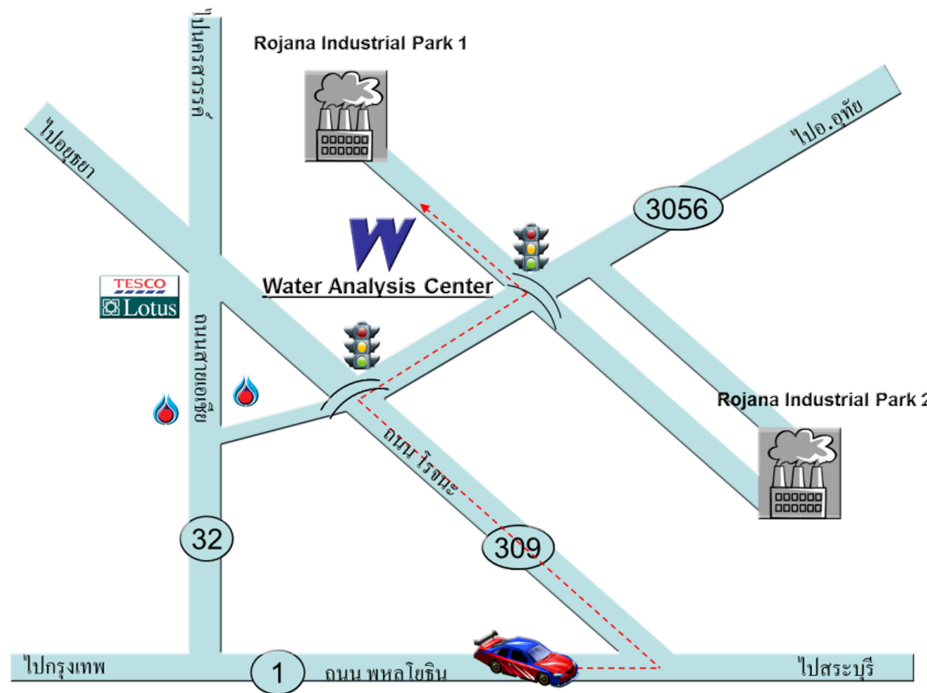 ไปนครสวรรค์
Rojana Industrial Park 1
ไปอยุธยา
ไปอ.อุทัย
3056
W
Water Analysis Center
TESCO
Lotus
ถนนสายเอเซีย
Rojana Industrial Park 2
ถนน โรจนะ
32
309
ไปกรุงเทพ
1
ถนน พหลโยธิน
ไปสระบุรี